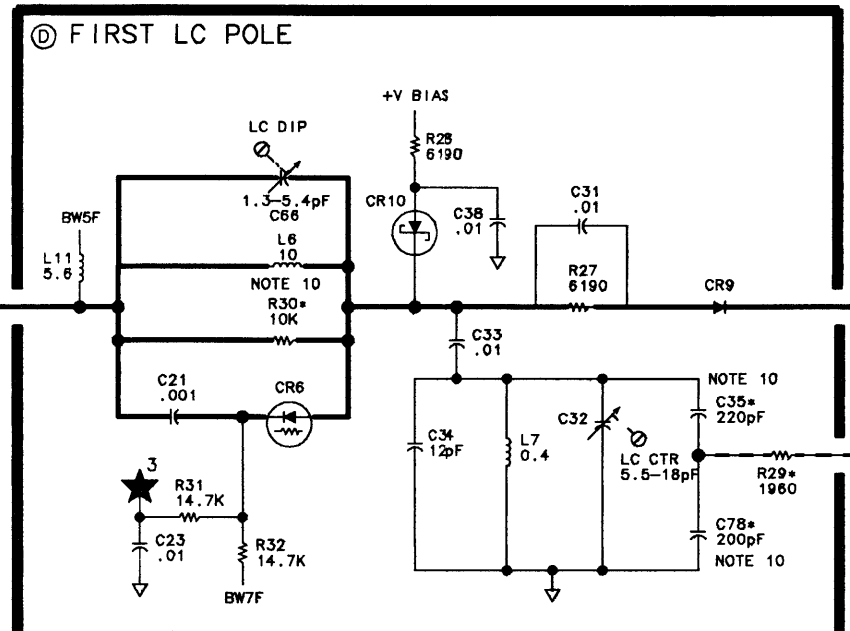 D FIRST LC POLE
+V BIAS
LC DIP
R28
6190
1.3-5.4pF
C66
CR10
C38
.01
C31
.01
BW5F
L11
5.6
L6
10
NOTE 10
R30*
10K
R27
6190
CR9
C33
.01
C21
.001
CR6
NOTE 10
C35*
220pF
C34
12pF
L7
0.4
C32
LC CTR
5.5-18pF
R29*
1960
3
R31
14.7K
C23
.01
R32
14.7K
BW7F
C78*
200pF
NOTE 10